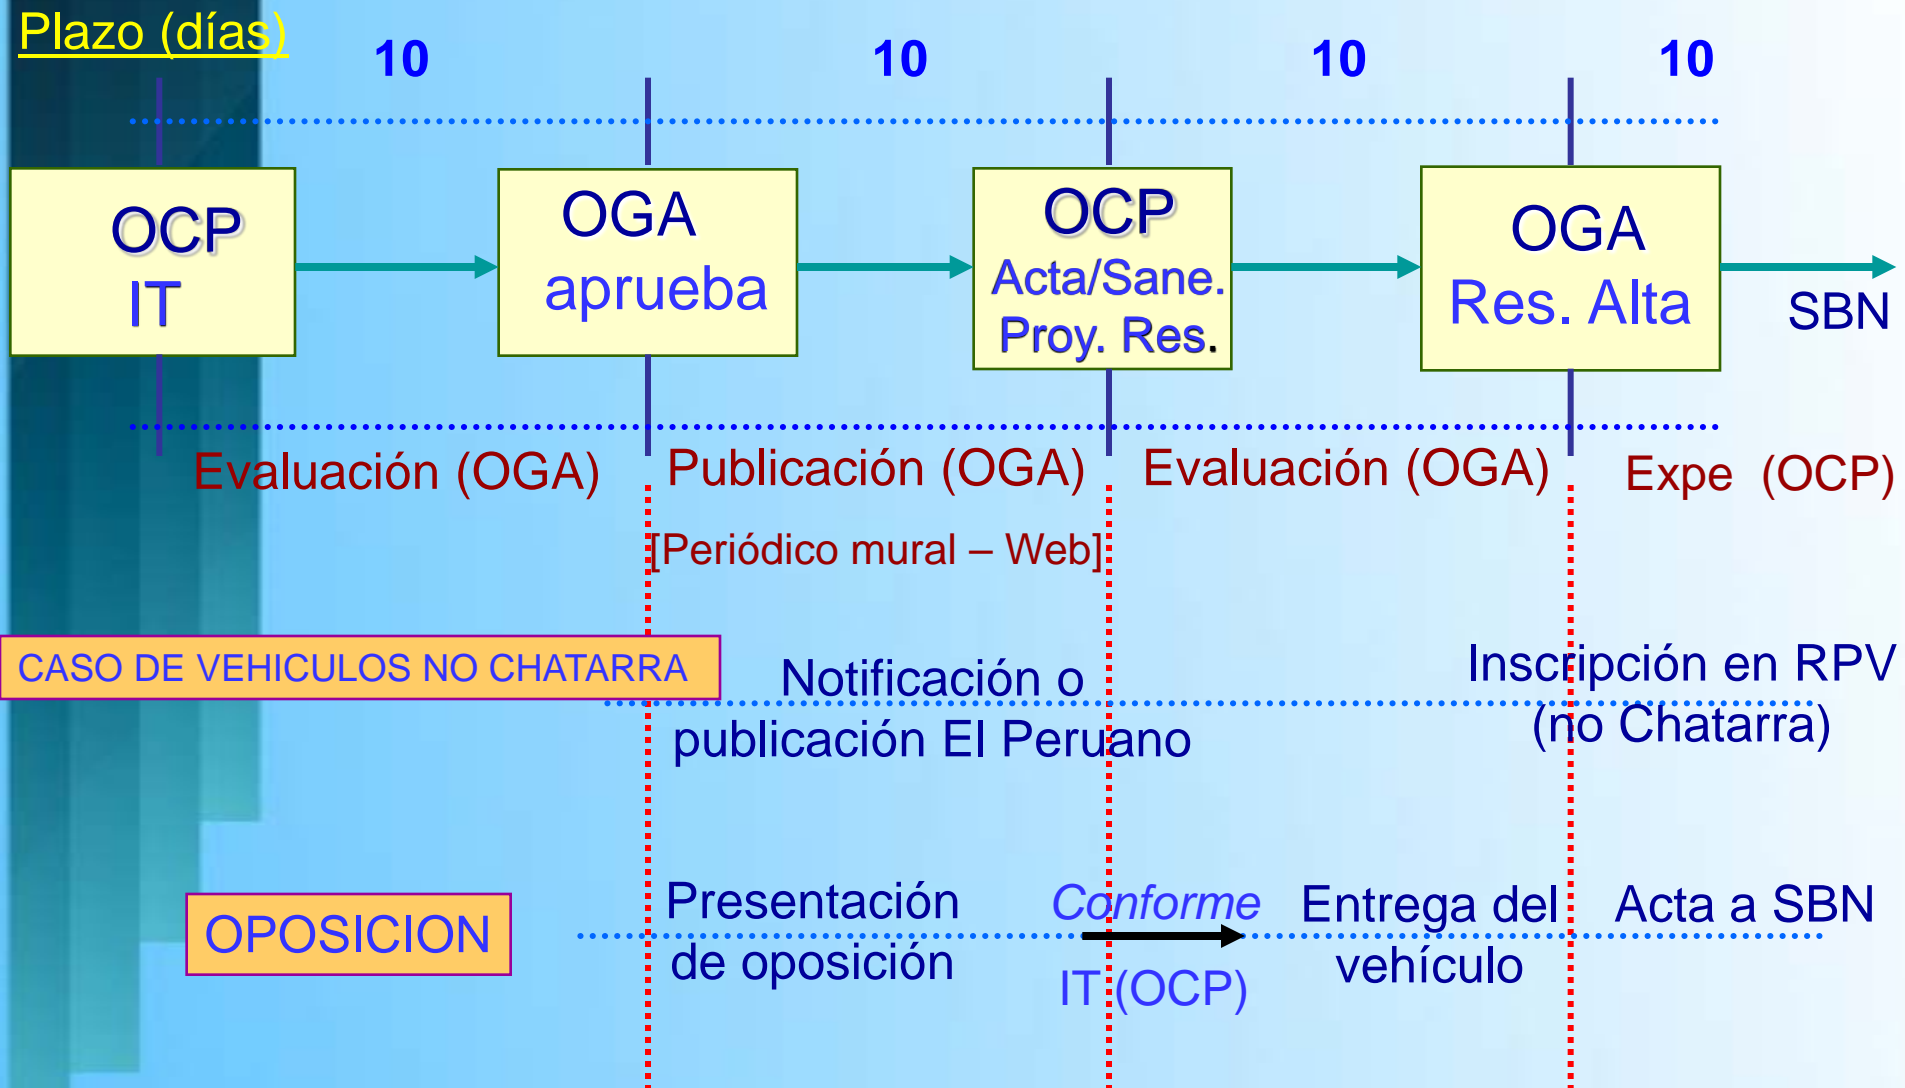 Plazo (días)
10
10
10
10
OCP
IT
OGA
aprueba
OCP
Acta/Sane.
Proy. Res.
OGA
Res. Alta
SBN
Evaluación (OGA)
Publicación (OGA)
Evaluación (OGA)
Expe (OCP)
[Periódico mural – Web]
CASO DE VEHICULOS NO CHATARRA
Notificación o
publicación El Peruano
Inscripción en RPV
(no Chatarra)
OPOSICION
Presentación
de oposición
Conforme
IT (OCP)
Entrega del
vehículo
Acta a SBN